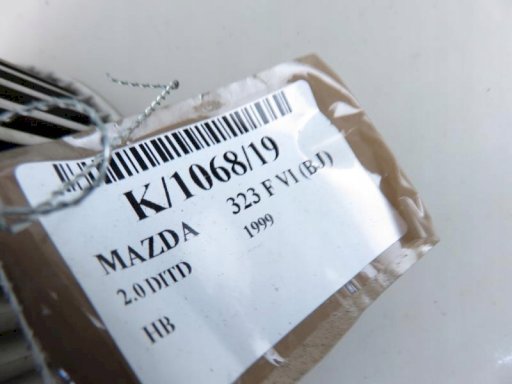 K/1068/19
MAZDA 323 F VI (BJ)
2.0 DITD 1999
HB